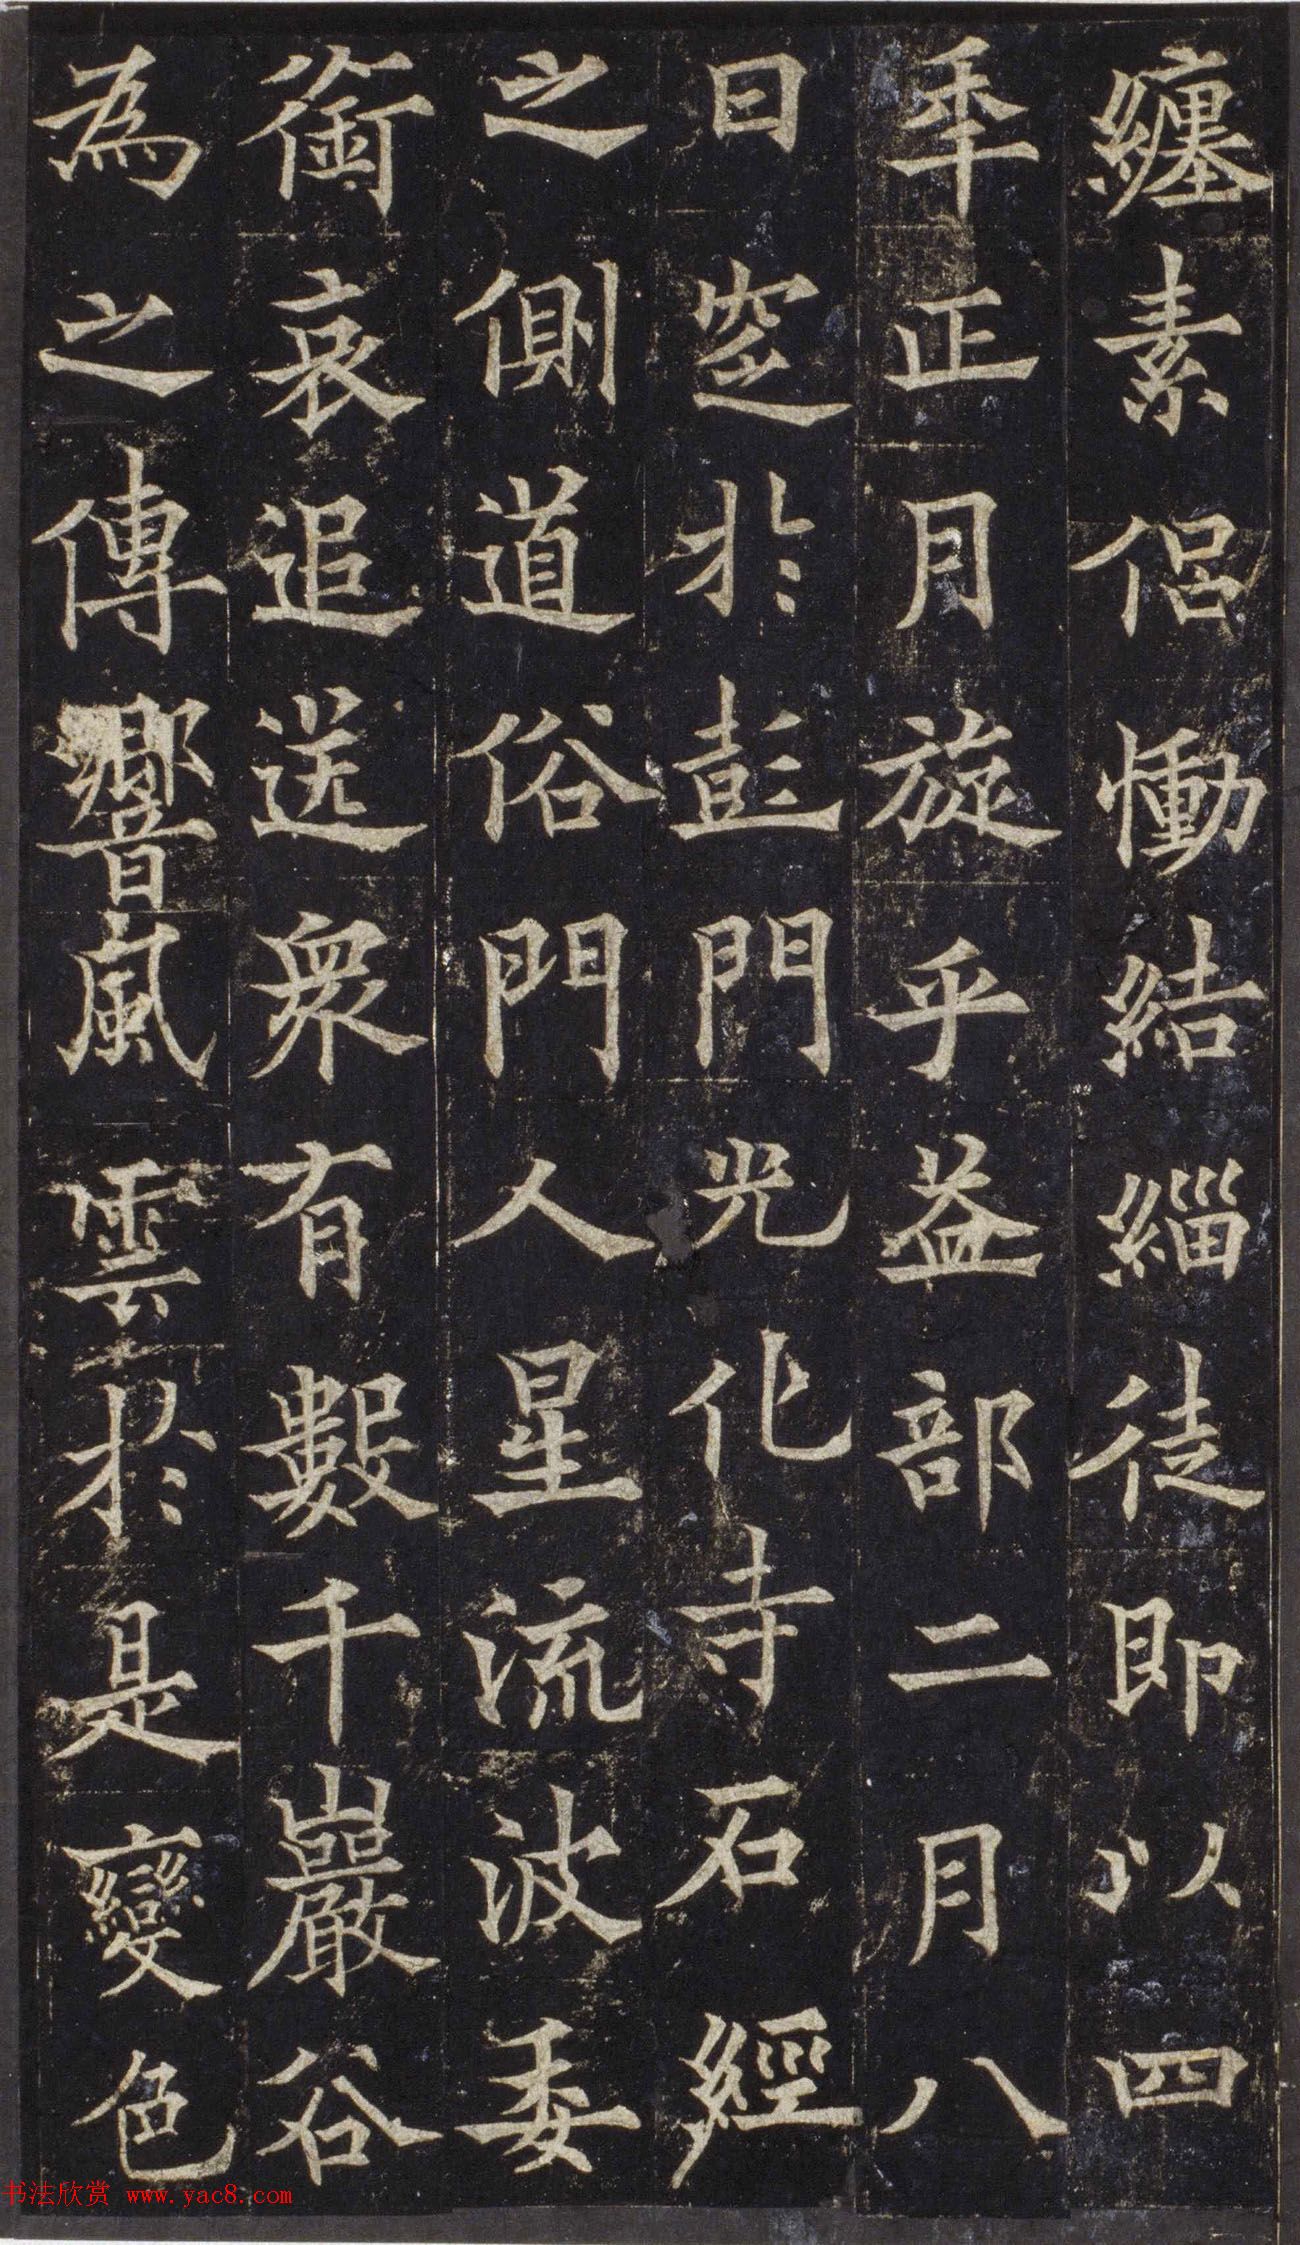 纏素侶慟結緇徒即以四
年正月旋乎益部二月八
日窆於彭門光化寺石經
之側道俗門人星流波委
銜哀追送衆有數千巖谷
為之傳響風雲於是變色
书法欣赏 www.yac8.com